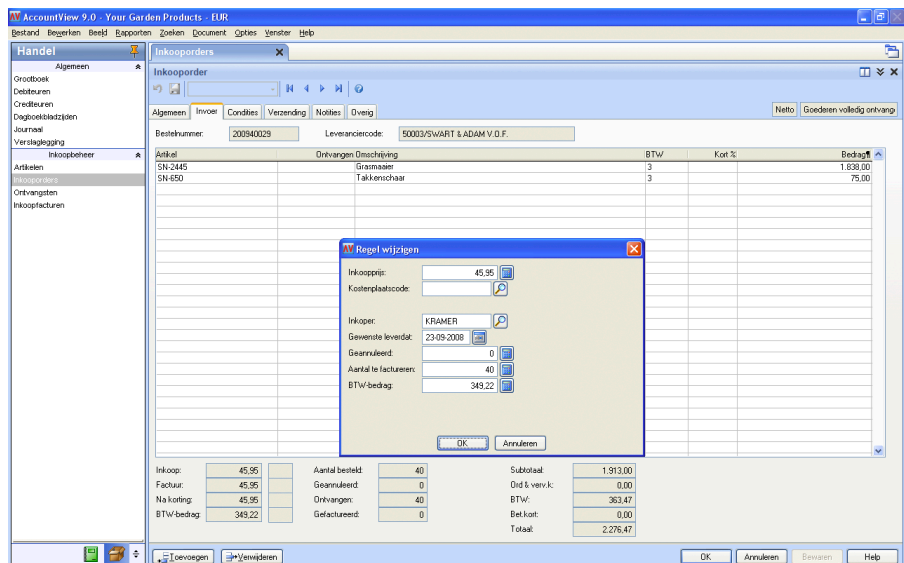 AccountView 9.0 - Your Garden Products - EUR
Bestand Bewerken Beeld Rapporten Zoeken Document Opties Venster Help
Handel
Algemeen
Grootboek
Debiteuren
Crediteuren
Dagboekbladzijden
Journaal
Verslaglegging
Inkoopbeheer
Artikelen
Inkooporders
Ontvangsten
Inkoopfacturen
Inkooporders
Inkooporder
Algemeen Invoer Condities Verzending Notities Overig
Netto Goederen volledig ontvang
Bestelnummer: 200940029 Leveranciercode: 50003/SWART & ADAM V.O.F.
Artikel Ontvangen Omschrijving BTW Kort % Bedrag¶
SN-2445 Grasmaaier 3 1.838,00
SN-650 Takkenschaar 3 75,00
Regel wijzigen
Inkoopprijs: 45,95
Kostenplaatscode:
Inkoper: KRAMER
Gewenste leverdat: 23-09-2008
Geannuleerd: 0
Aantal te factureren: 40
BTW-bedrag: 349,22
OK Annuleren
Inkoop: 45,95 Aantal besteld: 40 Subtotaal: 1.913,00
Factuur: 45,95 Geannuleerd: 0 Ord & verv.k: 0,00
Na korting: 45,95 Ontvangen: 40 BTW: 363,47
BTW-bedrag: 349,22 Gefactureerd: 0 Bet.kort: 0,00
Totaal: 2.276,47
Toevoegen Verwijderen OK Annuleren Bewaren Help